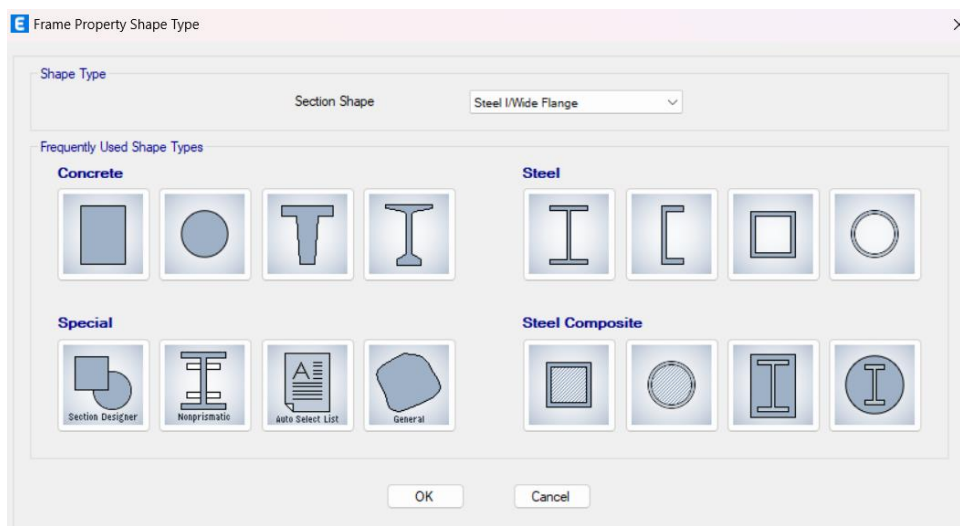 E Frame Property Shape Type
Shape Type
Section Shape Steel I/Wide Flange
Frequently Used Shape Types
Concrete
Steel
Special
Section Designer
Nonprismatic
A
Auto Select List
General
Steel Composite
OK Cancel